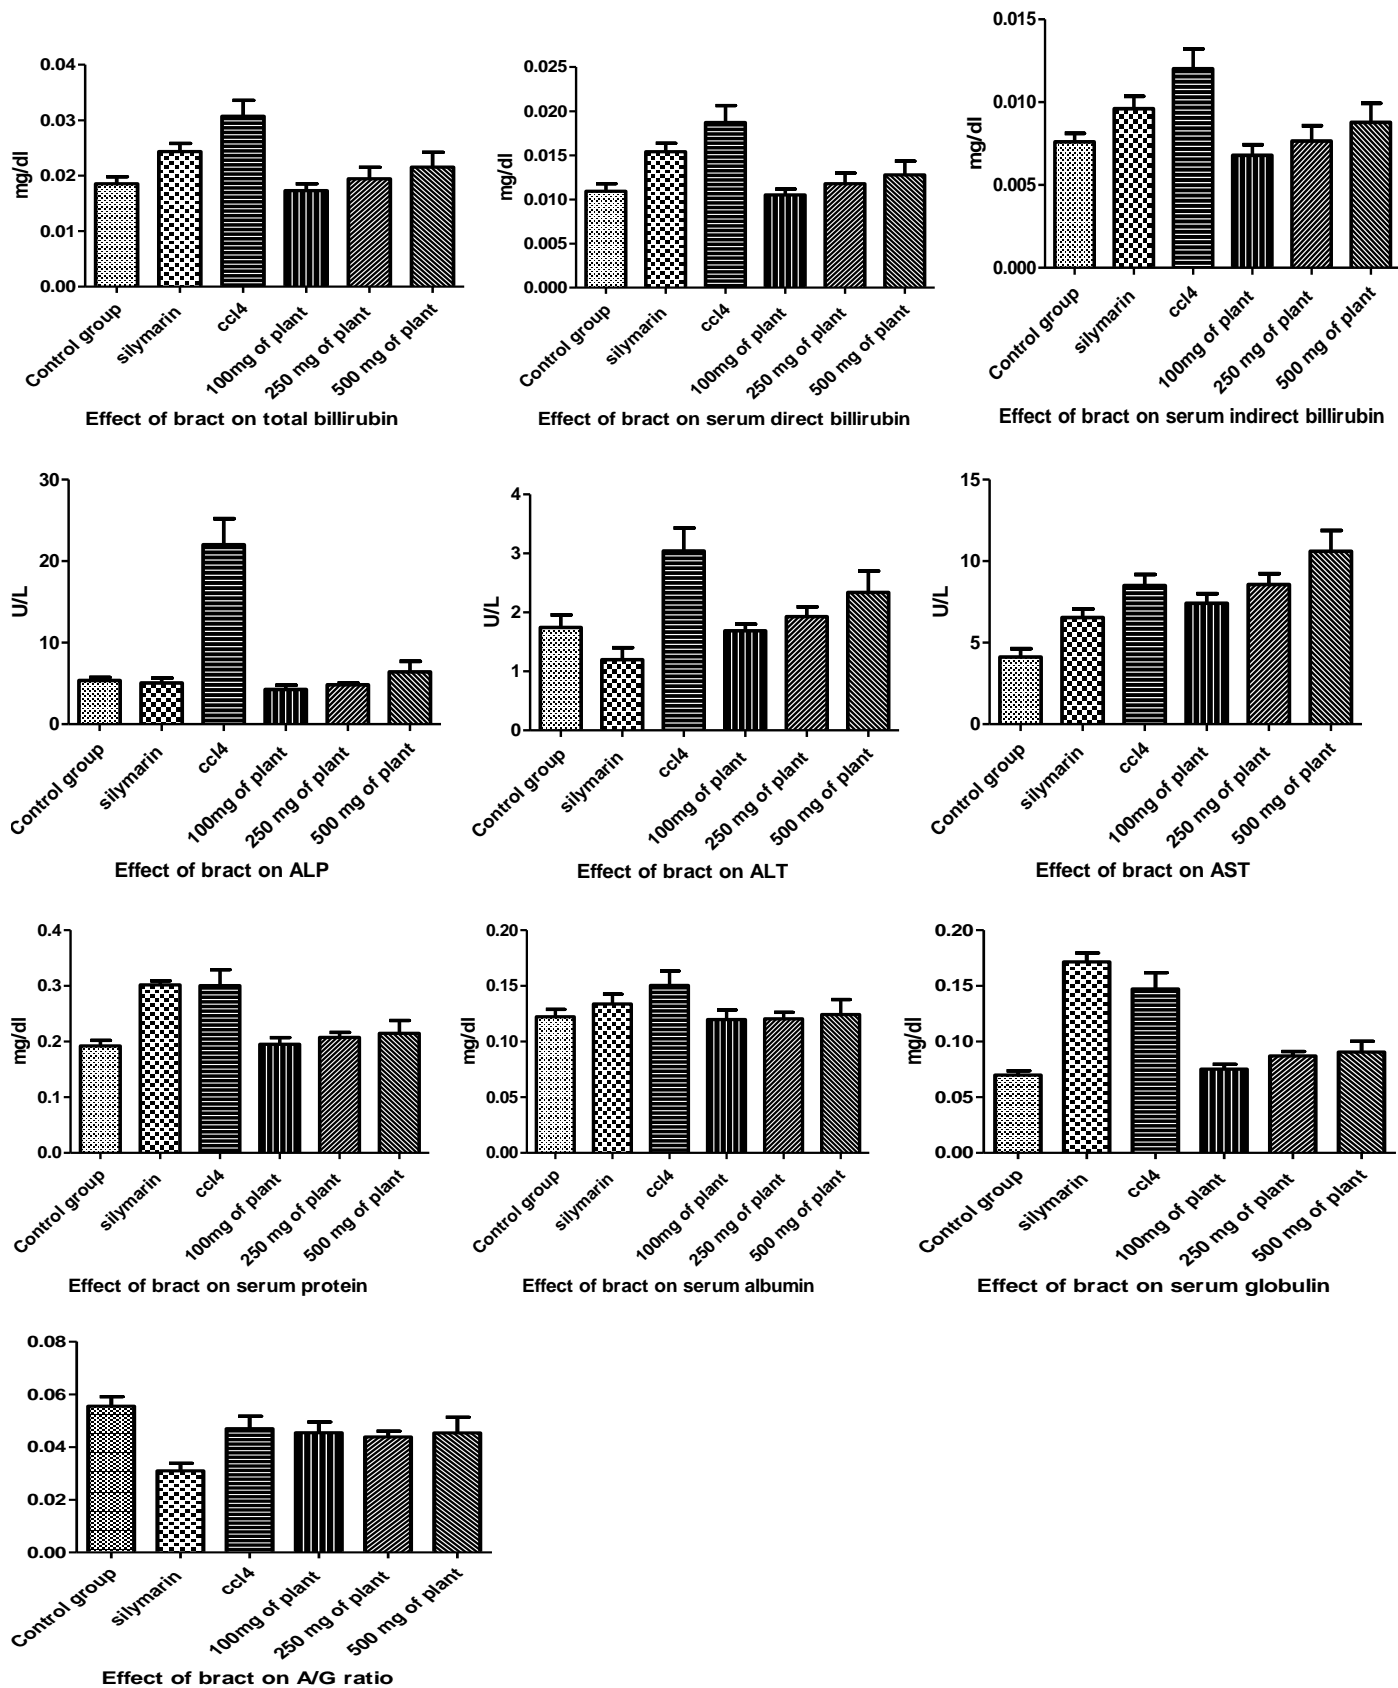 0.04
0.03
0.02
0.01
0.00
mg/dl
Control group
silymarin
ccl4
100mg of plant
250 mg of plant
500 mg of plant
Effect of bract on total billirubin
0.025
0.020
0.015
0.010
0.005
0.000
mg/dl
Control group
silymarin
ccl4
100mg of plant
250 mg of plant
500 mg of plant
Effect of bract on serum direct billirubin
0.015
0.010
0.005
0.000
mg/dl
Control group
silymarin
ccl4
100mg of plant
250 mg of plant
500 mg of plant
Effect of bract on serum indirect billirubin
30
20
10
0
U/L
Control group
silymarin
ccl4
100mg of plant
250 mg of plant
500 mg of plant
Effect of bract on ALP
4
3
2
1
0
U/L
Control group
silymarin
ccl4
100mg of plant
250 mg of plant
500 mg of plant
Effect of bract on ALT
15
10
5
0
U/L
Control group
silymarin
ccl4
100mg of plant
250 mg of plant
500 mg of plant
Effect of bract on AST
0.4
0.3
0.2
0.1
0.0
mg/dl
Control group
silymarin
ccl4
100mg of plant
250 mg of plant
500 mg of plant
Effect of bract on serum protein
0.20
0.15
0.10
0.05
0.00
mg/dl
Control group
silymarin
ccl4
100mg of plant
250 mg of plant
500 mg of plant
Effect of bract on serum albumin
0.20
0.15
0.10
0.05
0.00
mg/dl
Control group
silymarin
ccl4
100mg of plant
250 mg of plant
500 mg of plant
Effect of bract on serum globulin
0.08
0.06
0.04
0.02
0.00
Control group
silymarin
ccl4
100mg of plant
250 mg of plant
500 mg of plant
Effect of bract on A/G ratio